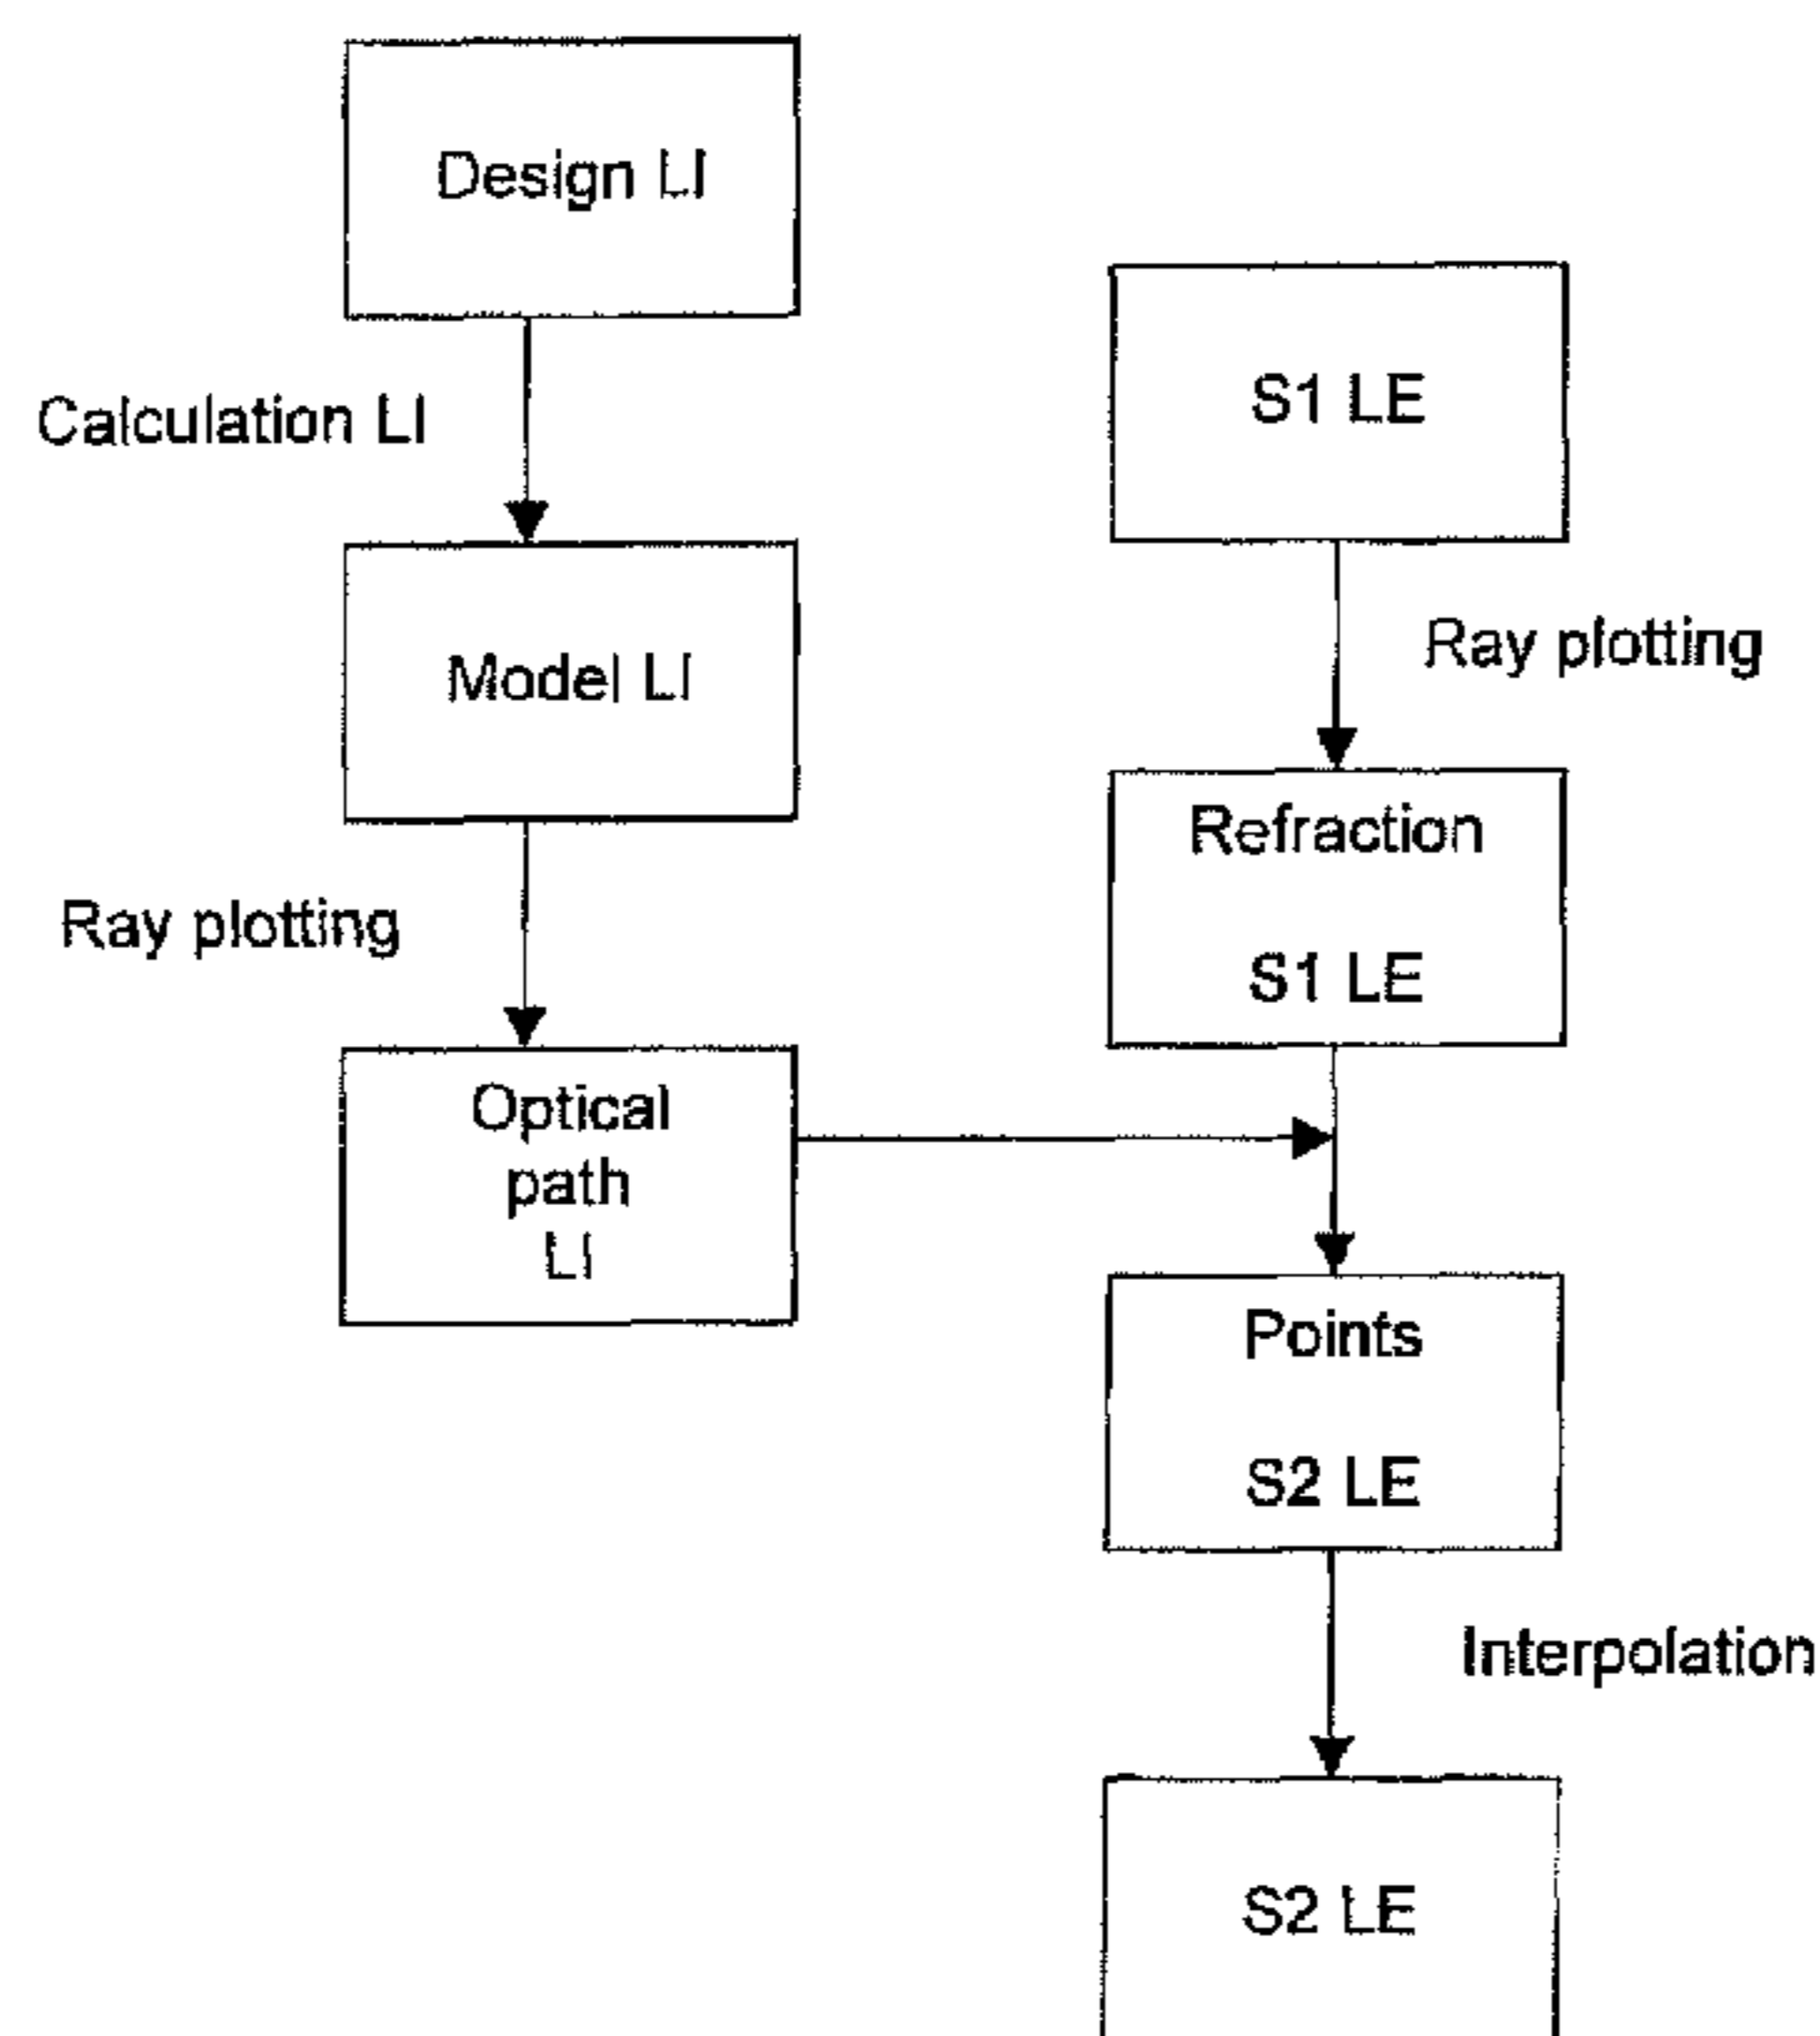 Design LI
Calculation LI
Model LI
Ray plotting
Optical
path
LI
S1 LE
Ray plotting
Refraction
S1 LE
Points
S2 LE
Interpolation
S2 LE